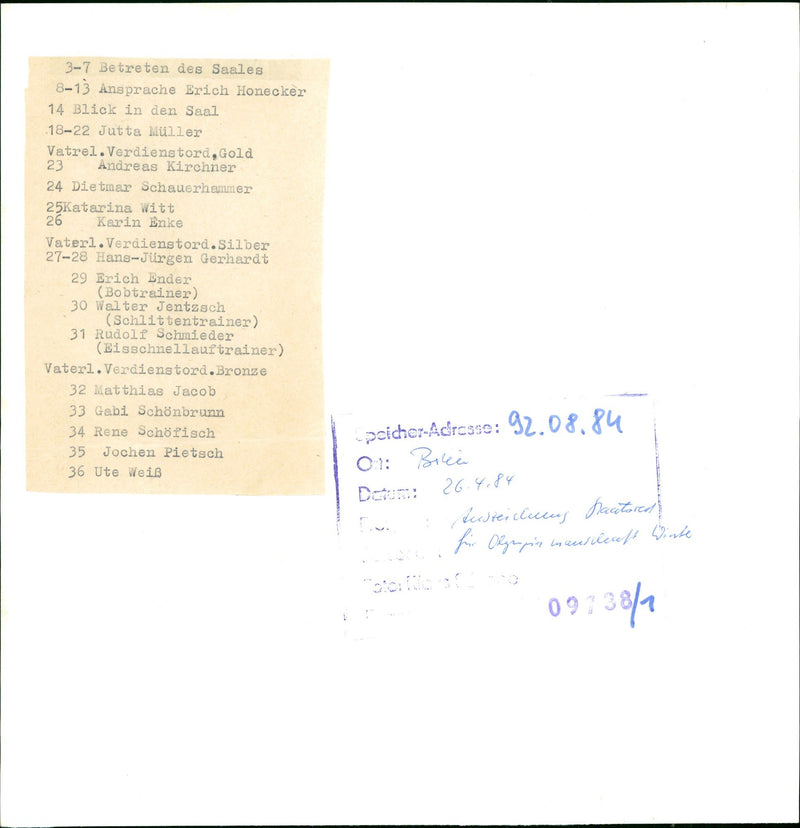 3-7 Betreten des Saales
8-13 Ansprache Erich Honecker
14 Blick in den Saal
18-22 Jutta Müller
Vatrel.Verdienstord,Gold
23 Andreas Kirchner
24 Dietmar Schauerhammer
25Katarina Witt
26 Karin Enke
Vaterl.Verdienstord.Silber
27-28 Hans-Jürgen Gerhardt
29 Erich Ender
(Bobtrainer)
30 Walter Jentzsch
(Schlittentrainer)
31 Rudolf Schmieder
(Eisschnellauftrainer)
Vaterl.Verdienstord.Bronze
32 Matthias Jacob
33 Gabi Schönbrunn
34 Rene Schöfisch
35 Jochen Pietsch
36 Ute Weiß
Speicher-Adresse: 92.08.84
Ort: Berlin
Datum: 26.4.84
Auszeichnung Staatsrat
für Olympiamannschaft Winter
09738/1